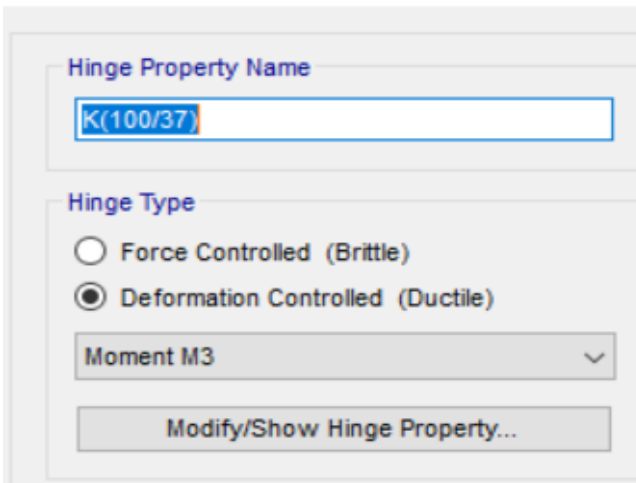 Hinge Property Name
K(100/37)
Hinge Type
Force Controlled (Brittle)
Deformation Controlled (Ductile)
Moment M3
Modify/Show Hinge Property...